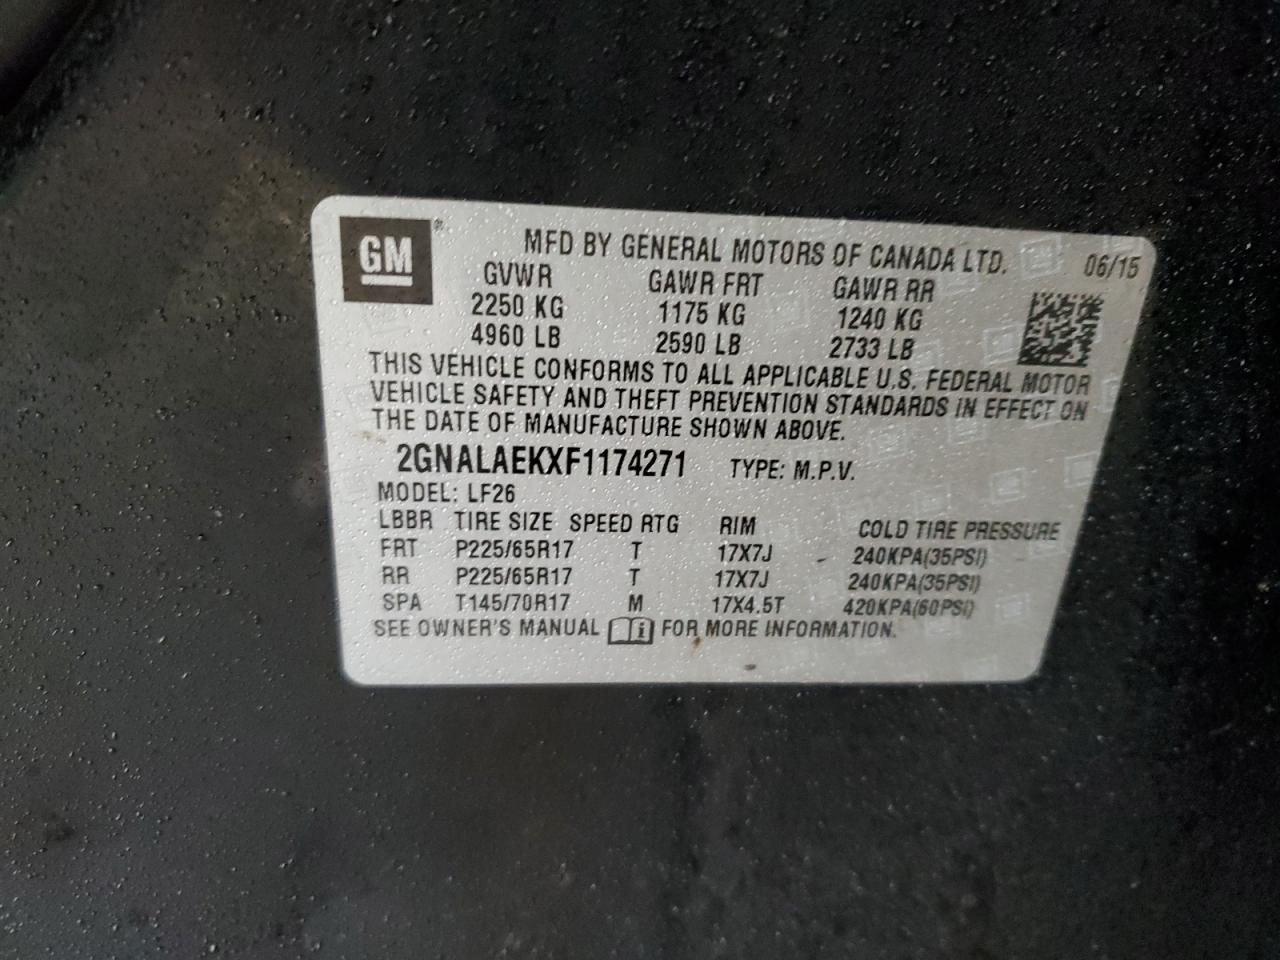 GM®
MFD BY GENERAL MOTORS OF CANADA LTD. 06/15
GVWR GAWR FRT GAWR RR
2250 KG 1175 KG 1240 KG
4960 LB 2590 LB 2733 LB
THIS VEHICLE CONFORMS TO ALL APPLICABLE U.S. FEDERAL MOTOR
VEHICLE SAFETY AND THEFT PREVENTION STANDARDS IN EFFECT ON
THE DATE OF MANUFACTURE SHOWN ABOVE.
2GNALAEKXF1174271 TYPE: M.P.V.
MODEL: LF26
LBBR TIRE SIZE SPEED RTG RIM COLD TIRE PRESSURE
FRT P225/65R17 T 17X7J 240KPA(35PSI)
RR P225/65R17 T 17X7J 240KPA(35PSI)
SPA T145/70R17 M 17X4.5T 420KPA(60PSI)
SEE OWNER'S MANUAL i FOR MORE INFORMATION.